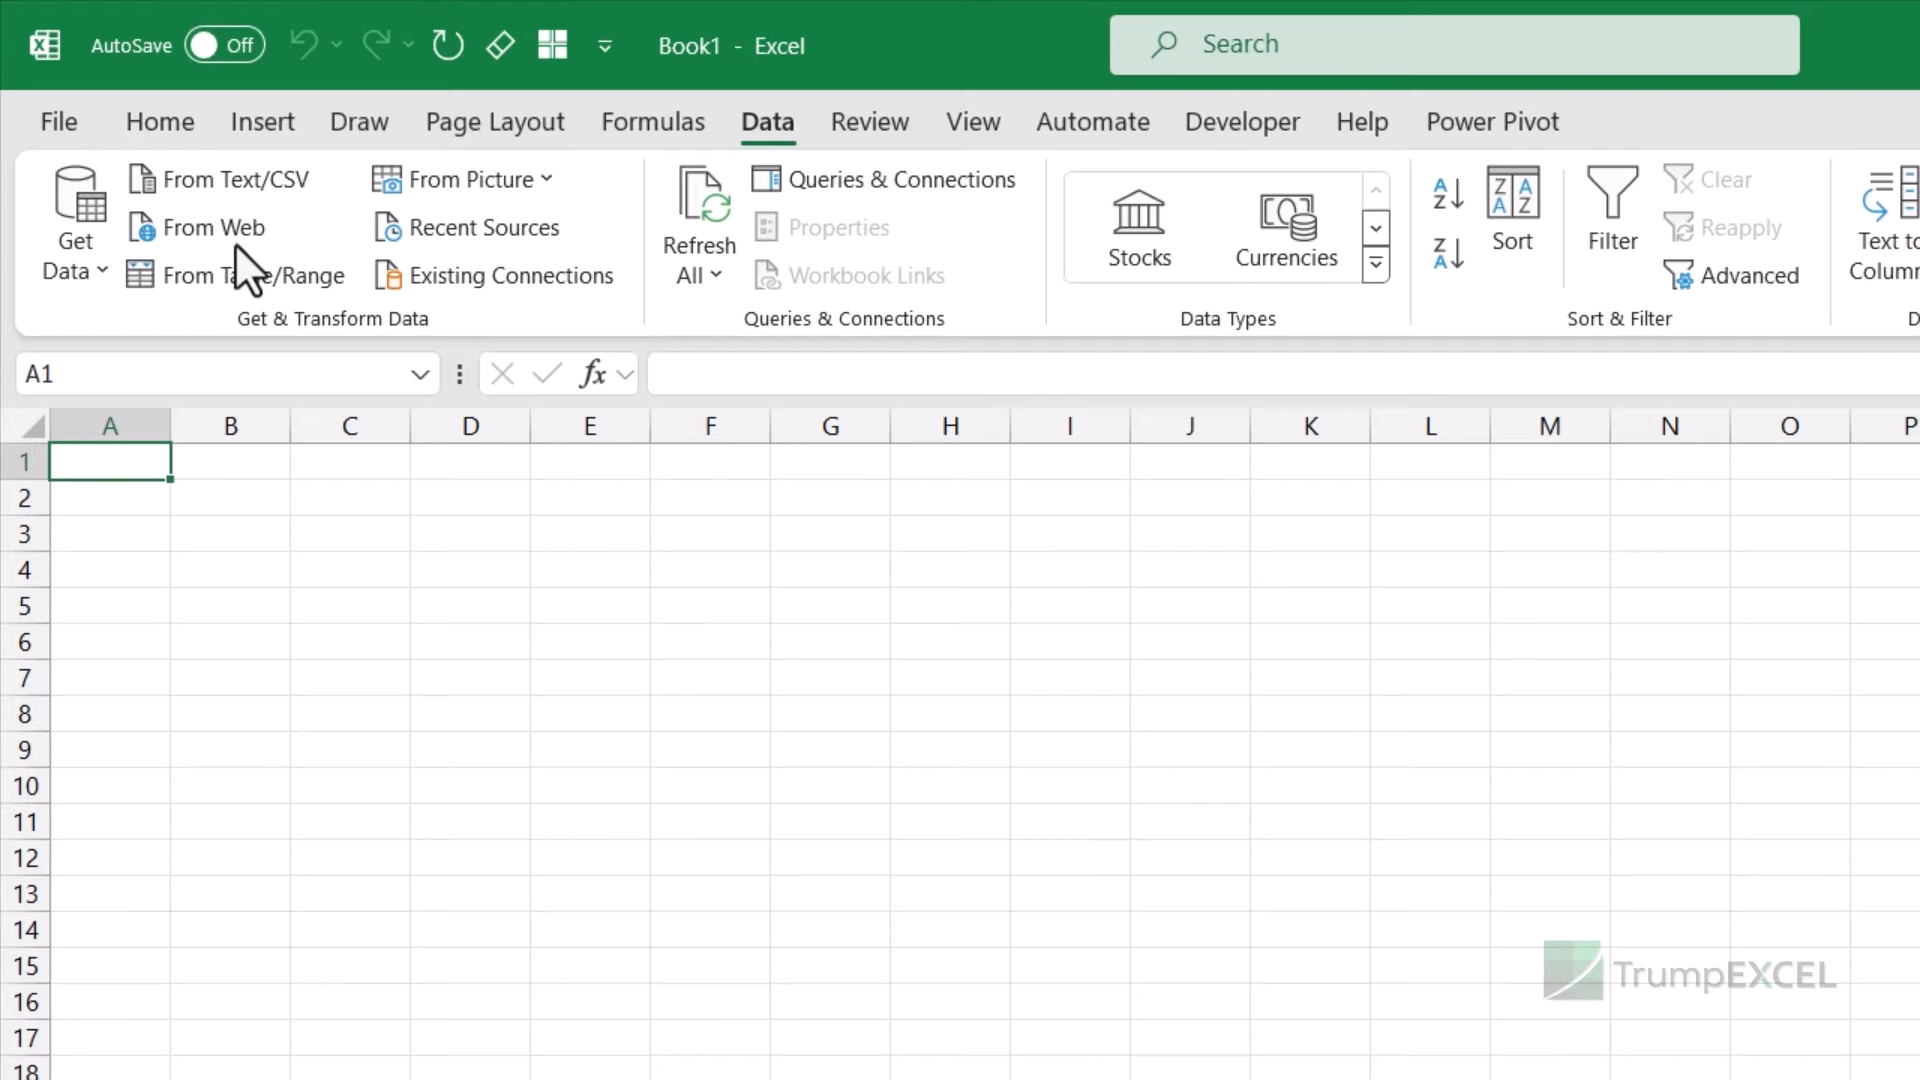 AutoSave Off Book1 - Excel Search
File Home Insert Draw Page Layout Formulas Data Review View Automate Developer Help Power Pivot
Get Data
From Text/CSV
From Web
From Picture
Recent Sources
Existing Connections
Get & Transform Data
Refresh All
Queries & Connections
Properties
Workbook Links
Queries & Connections
Stocks
Currencies
Data Types
Sort
Filter
Clear
Reapply
Advanced
Sort & Filter
Text to
Colum
D
A1
fx
A B C D E F G H I J K L M N O P
1
2
3
4
5
6
7
8
9
10
11
12
13
14
15
16
17
18
TrumpEXCEL